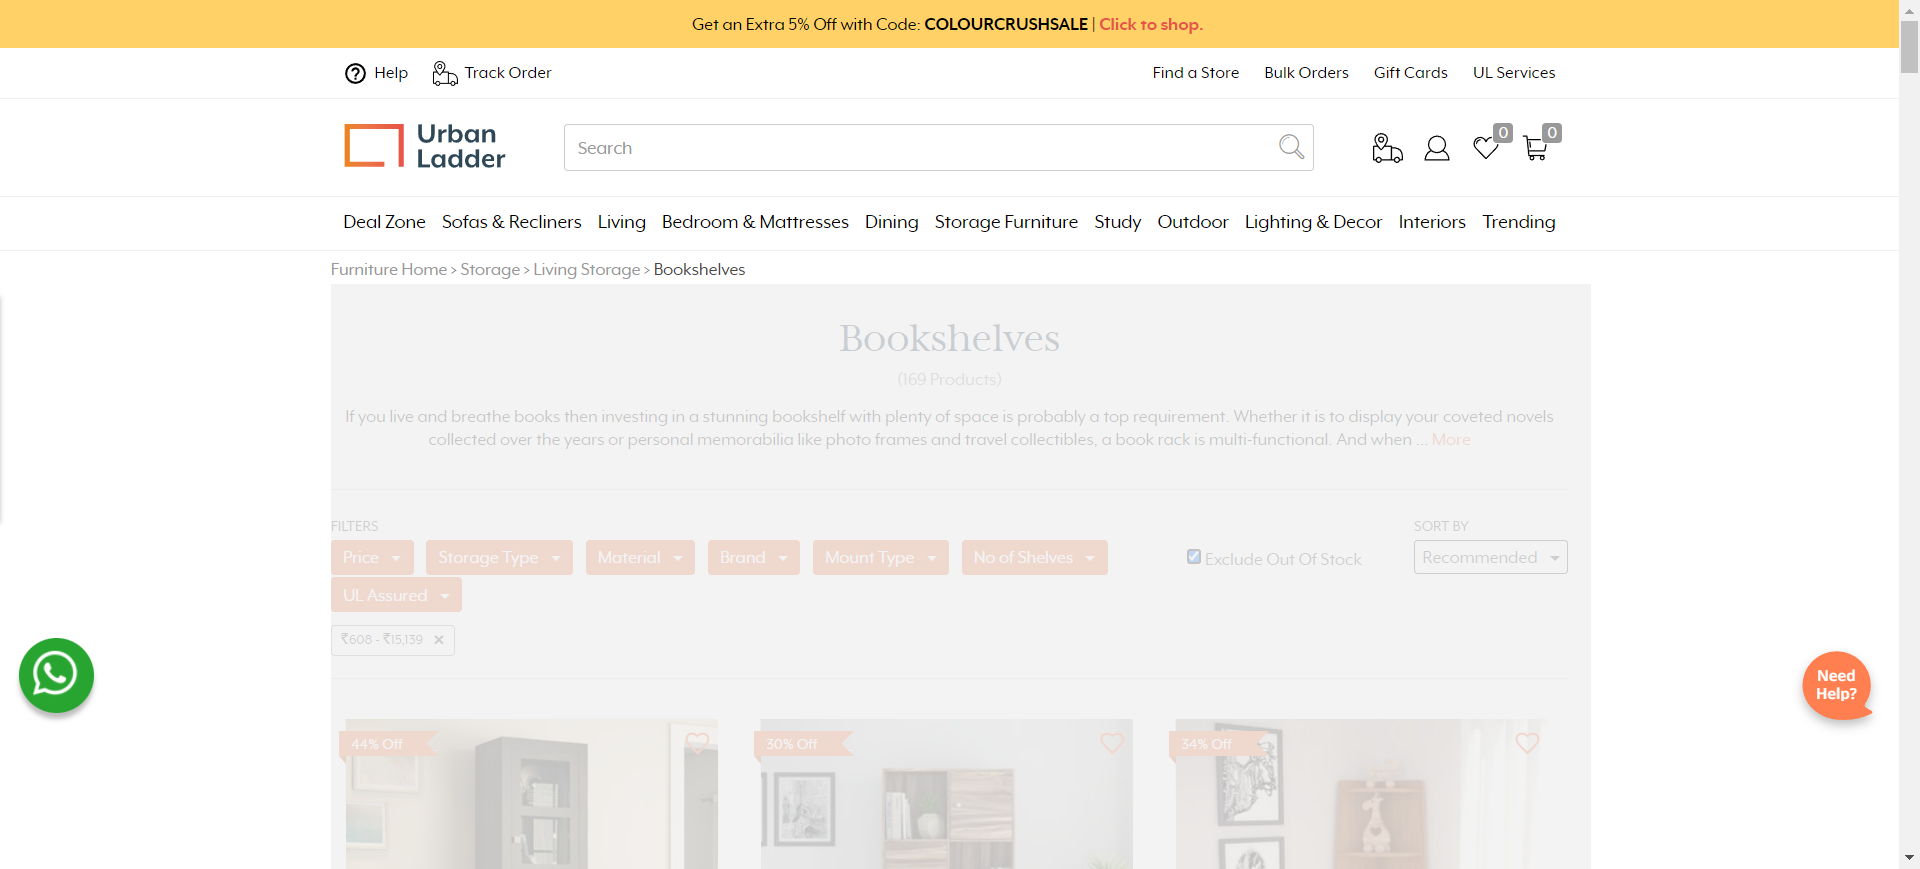 Get an Extra 5% Off with Code: COLOURCRUSHSALE | Click to shop.
Help Track Order Find a Store Bulk Orders Gift Cards UL Services
Urban
Ladder
Search
0 0
Deal Zone Sofas & Recliners Living Bedroom & Mattresses Dining Storage Furniture Study Outdoor Lighting & Decor Interiors Trending
Furniture Home > Storage > Living Storage > Bookshelves
Bookshelves
(169 Products)
If you live and breathe books then investing in a stunning bookshelf with plenty of space is probably a top requirement. Whether it is to display your coveted novels
collected over the years or personal memorabilia like photo frames and travel collectibles, a book rack is multi-functional. And when ... More
FILTERS SORT BY
Price Storage Type Material Brand Mount Type No of Shelves Exclude Out Of Stock Recommended
UL Assured
₹608 - ₹15,139 ×
Need
Help?
44% Off 30% Off 34% Off